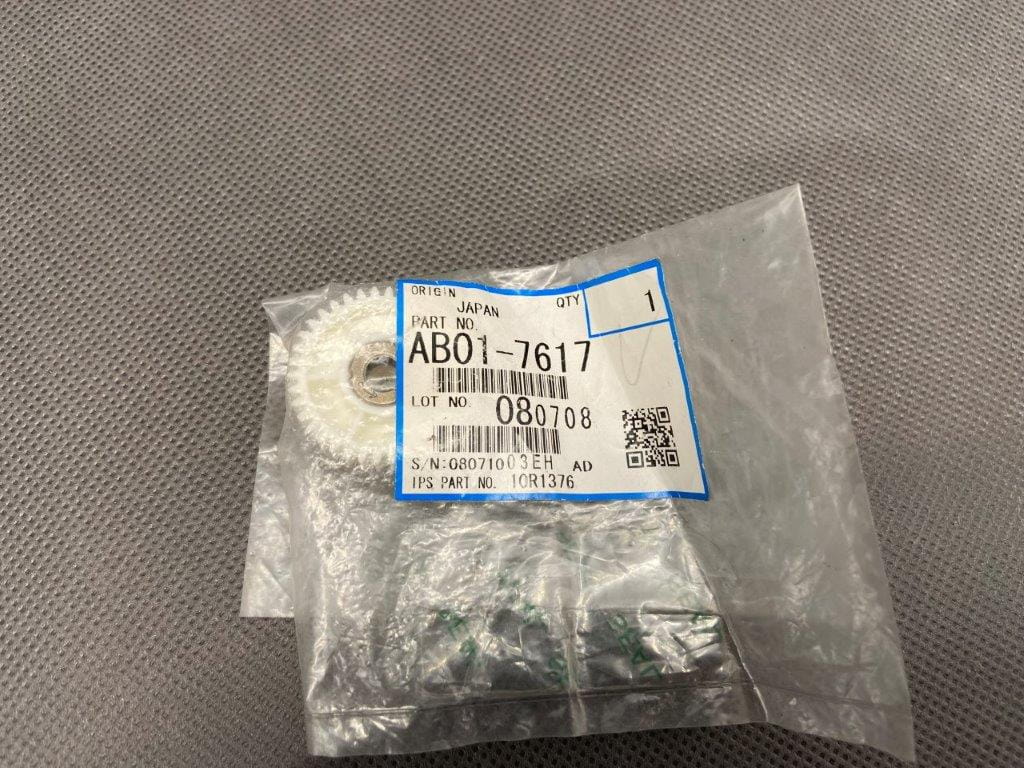 ORIGIN
JAPAN
QTY
1
PART NO.
AB01-7617
LOT NO. 080708
S/N:08071003EH AD
IPS PART NO. 10R1376